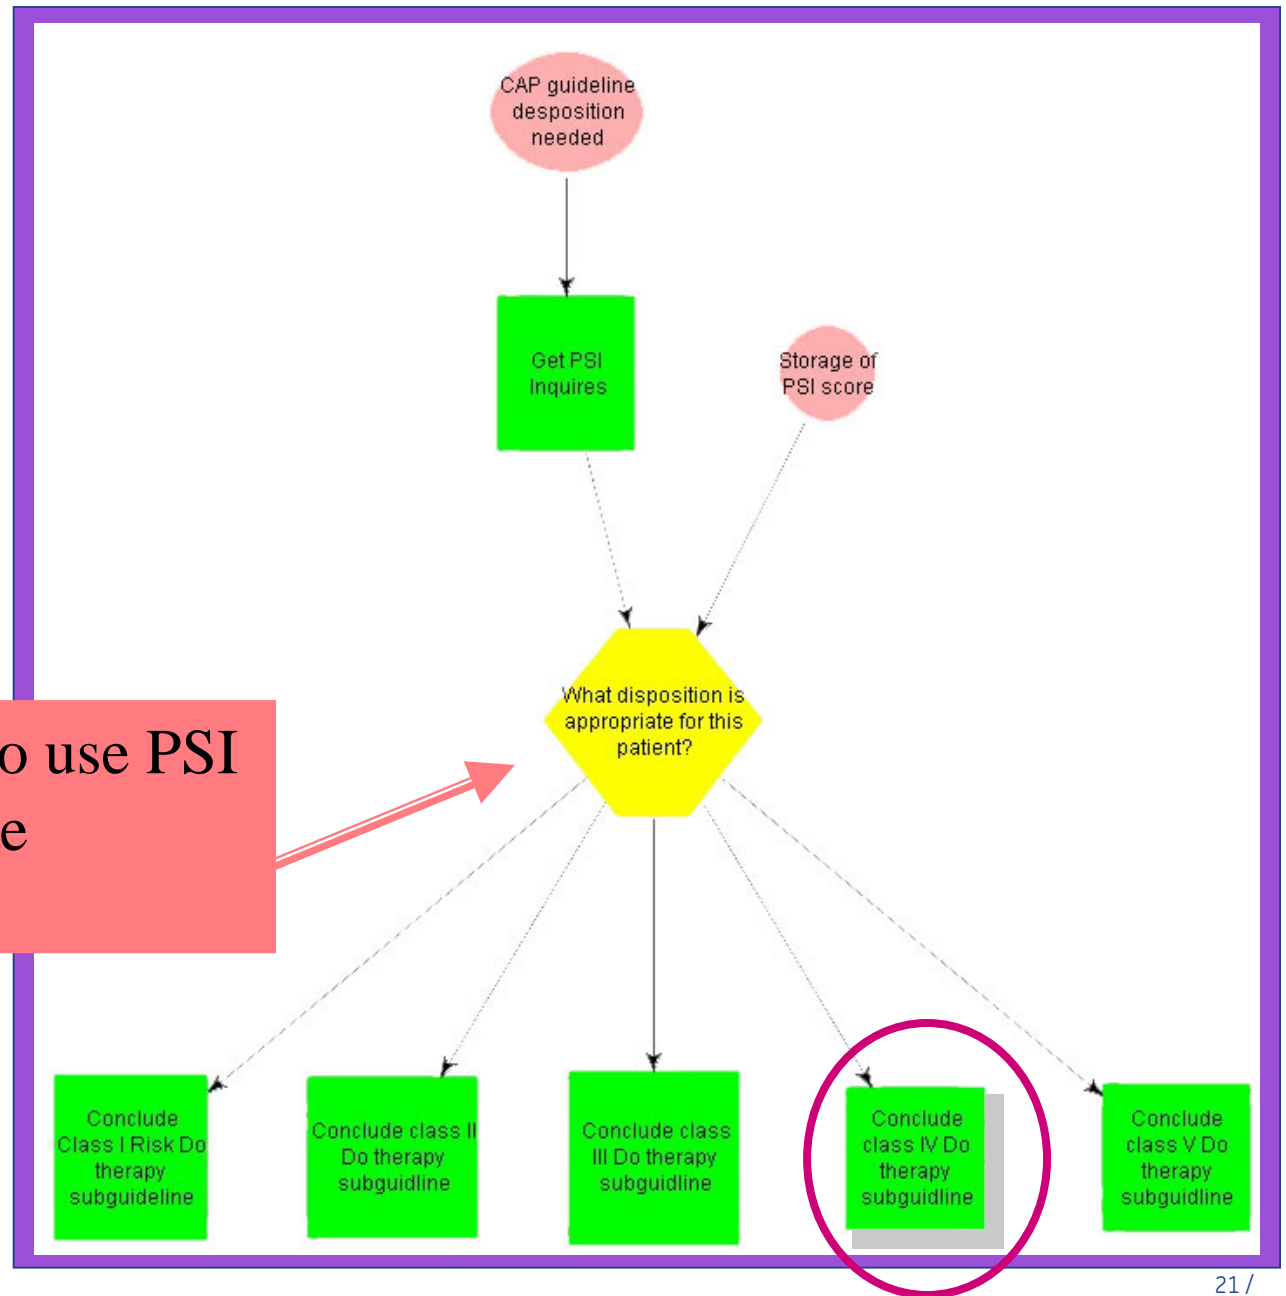 CAP guideline
desposition
needed
Get PSI
Inquires
Storage of
PSI score
What disposition is
appropriate for this
patient?
o use PSI
e
Conclude
Class I Risk Do
therapy
subguideline
Conclude class II
Do therapy
subguidline
Conclude class
III Do therapy
subguidline
Conclude
class IV Do
therapy
subguidline
Conclude
class V Do
therapy
subguidline
21 /